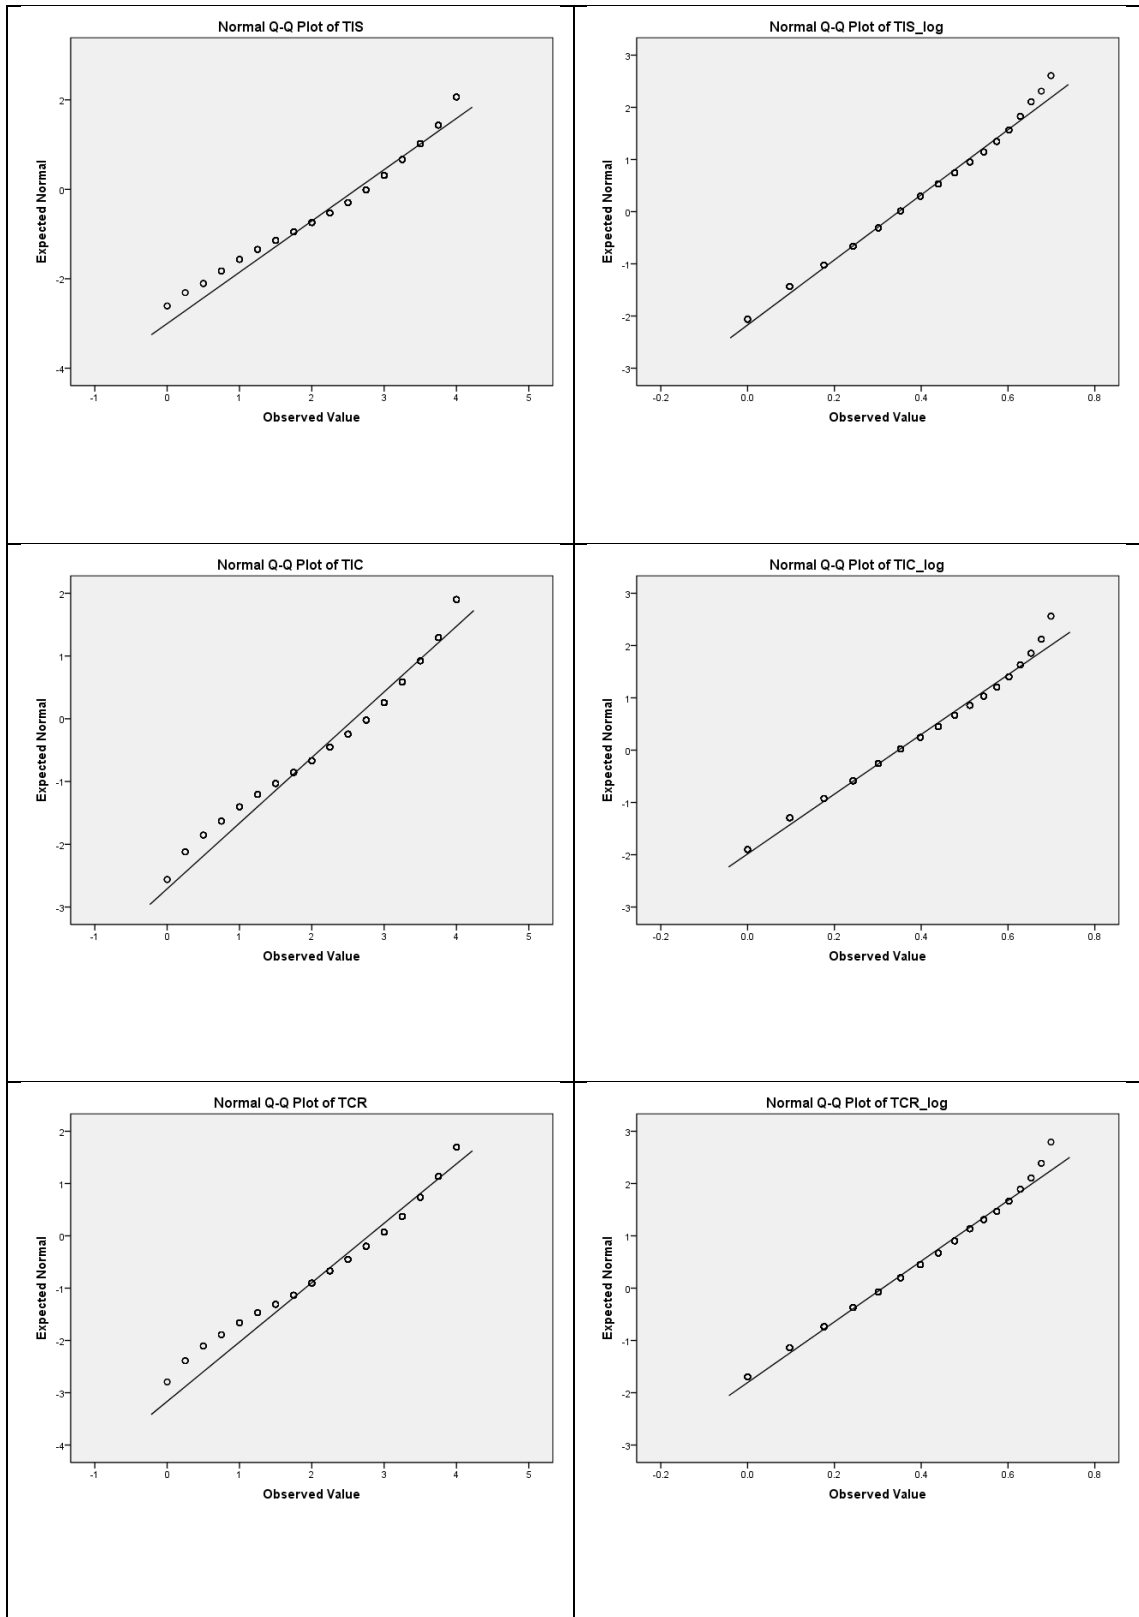 Normal Q-Q Plot of TIS
Expected Normal
2
0
-2
-4
-1 0 1 2 3 4 5
Observed Value
Normal Q-Q Plot of TIS_log
Expected Normal
3
2
1
0
-1
-2
-3
-0.2 0.0 0.2 0.4 0.6 0.8
Observed Value
Normal Q-Q Plot of TIC
Expected Normal
2
1
0
-1
-2
-3
-1 0 1 2 3 4 5
Observed Value
Normal Q-Q Plot of TIC_log
Expected Normal
3
2
1
0
-1
-2
-3
-0.2 0.0 0.2 0.4 0.6 0.8
Observed Value
Normal Q-Q Plot of TCR
Expected Normal
2
1
0
-1
-2
-3
-4
-1 0 1 2 3 4 5
Observed Value
Normal Q-Q Plot of TCR_log
Expected Normal
3
2
1
0
-1
-2
-3
-0.2 0.0 0.2 0.4 0.6 0.8
Observed Value